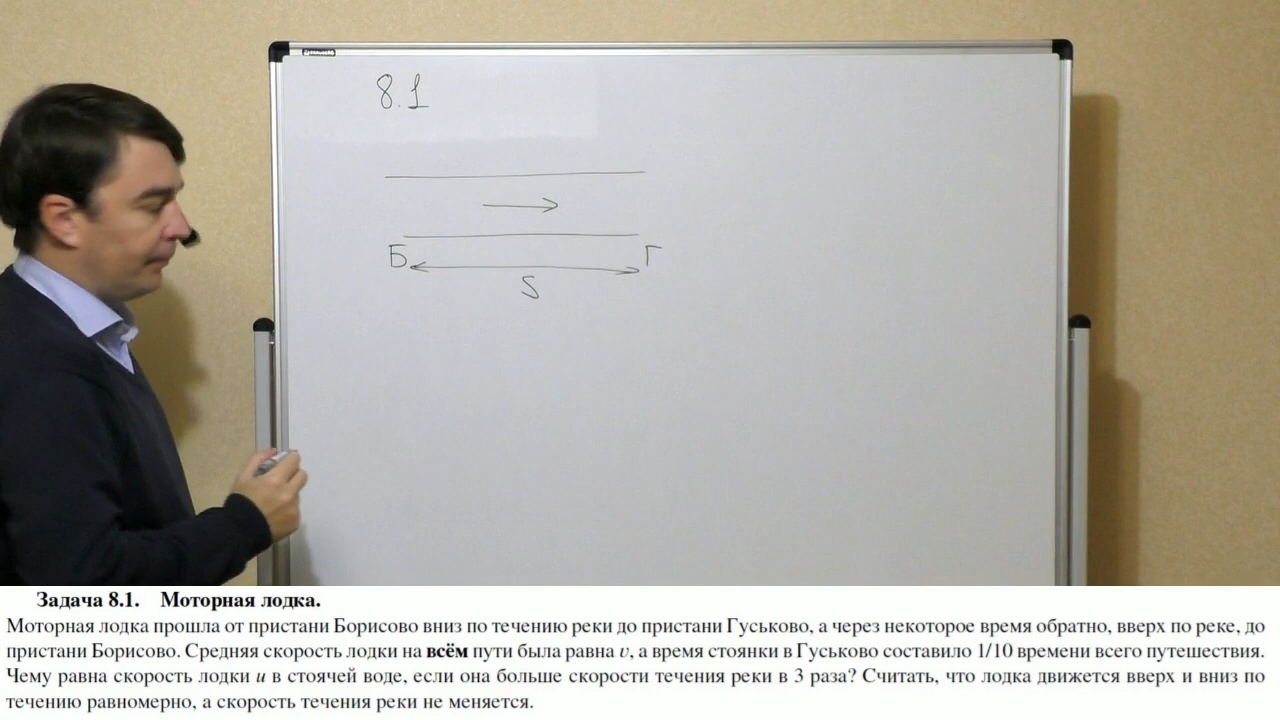 8.1
Б
Г
S
Задача 8.1. Моторная лодка.
Моторная лодка прошла от пристани Борисово вниз по течению реки до пристани Гуськово, а через некоторое время обратно, вверх по реке, до
пристани Борисово. Средняя скорость лодки на всём пути была равна v, а время стоянки в Гуськово составило 1/10 времени всего путешествия.
Чему равна скорость лодки u в стоячей воде, если она больше скорости течения реки в 3 раза? Считать, что лодка движется вверх и вниз по
течению равномерно, а скорость течения реки не меняется.